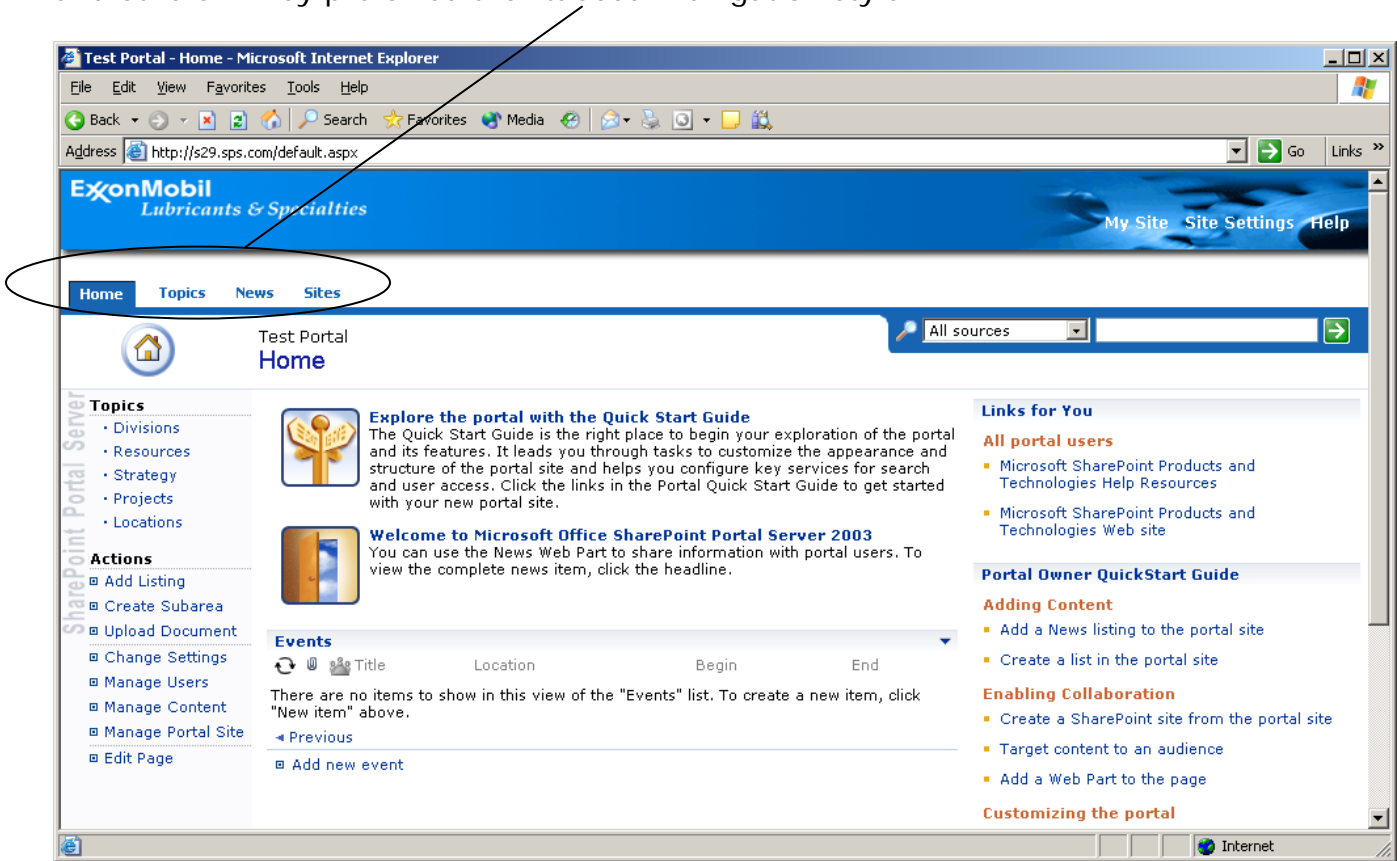 Test Portal - Home - Microsoft Internet Explorer
File Edit View Favorites Tools Help
Back Search Favorites Media
Address http://s29.sps.com/default.aspx Go Links »
ExxonMobil
Lubricants & Specialties
My Site Site Settings Help
Home Topics News Sites
Test Portal
Home
All sources
SharePoint Portal Server
Topics
Divisions
Resources
Strategy
Projects
Locations
Actions
Add Listing
Create Subarea
Upload Document
Change Settings
Manage Users
Manage Content
Manage Portal Site
Edit Page
Explore the portal with the Quick Start Guide
The Quick Start Guide is the right place to begin your exploration of the portal
and its features. It leads you through tasks to customize the appearance and
structure of the portal site and helps you configure key services for search
and user access. Click the links in the Portal Quick Start Guide to get started
with your new portal site.
Welcome to Microsoft Office SharePoint Portal Server 2003
You can use the News Web Part to share information with portal users. To
view the complete news item, click the headline.
Events
Title Location Begin End
There are no items to show in this view of the "Events" list. To create a new item, click
"New item" above.
Previous
Add new event
Links for You
All portal users
Microsoft SharePoint Products and
Technologies Help Resources
Microsoft SharePoint Products and
Technologies Web site
Portal Owner QuickStart Guide
Adding Content
Add a News listing to the portal site
Create a list in the portal site
Enabling Collaboration
Create a SharePoint site from the portal site
Target content to an audience
Add a Web Part to the page
Customizing the portal
Internet